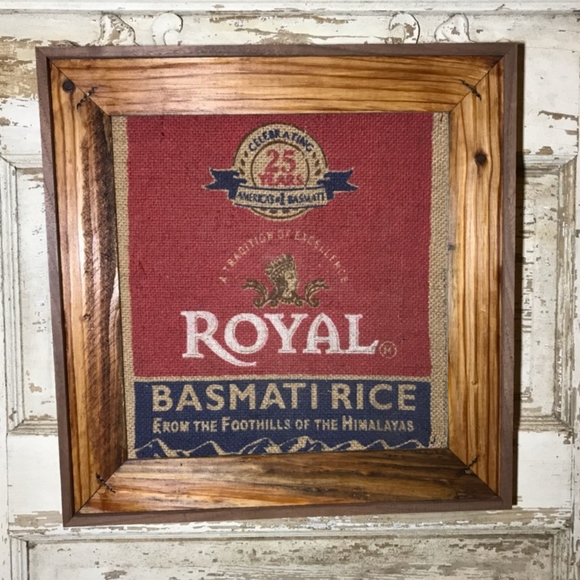 CELEBRATING
25
YEARS
AMERICA'S #1 BASMATI
A TRADITION OF EXCELLENCE
ROYAL
BASMATI RICE
FROM THE FOOTHILLS OF THE HIMALAYAS